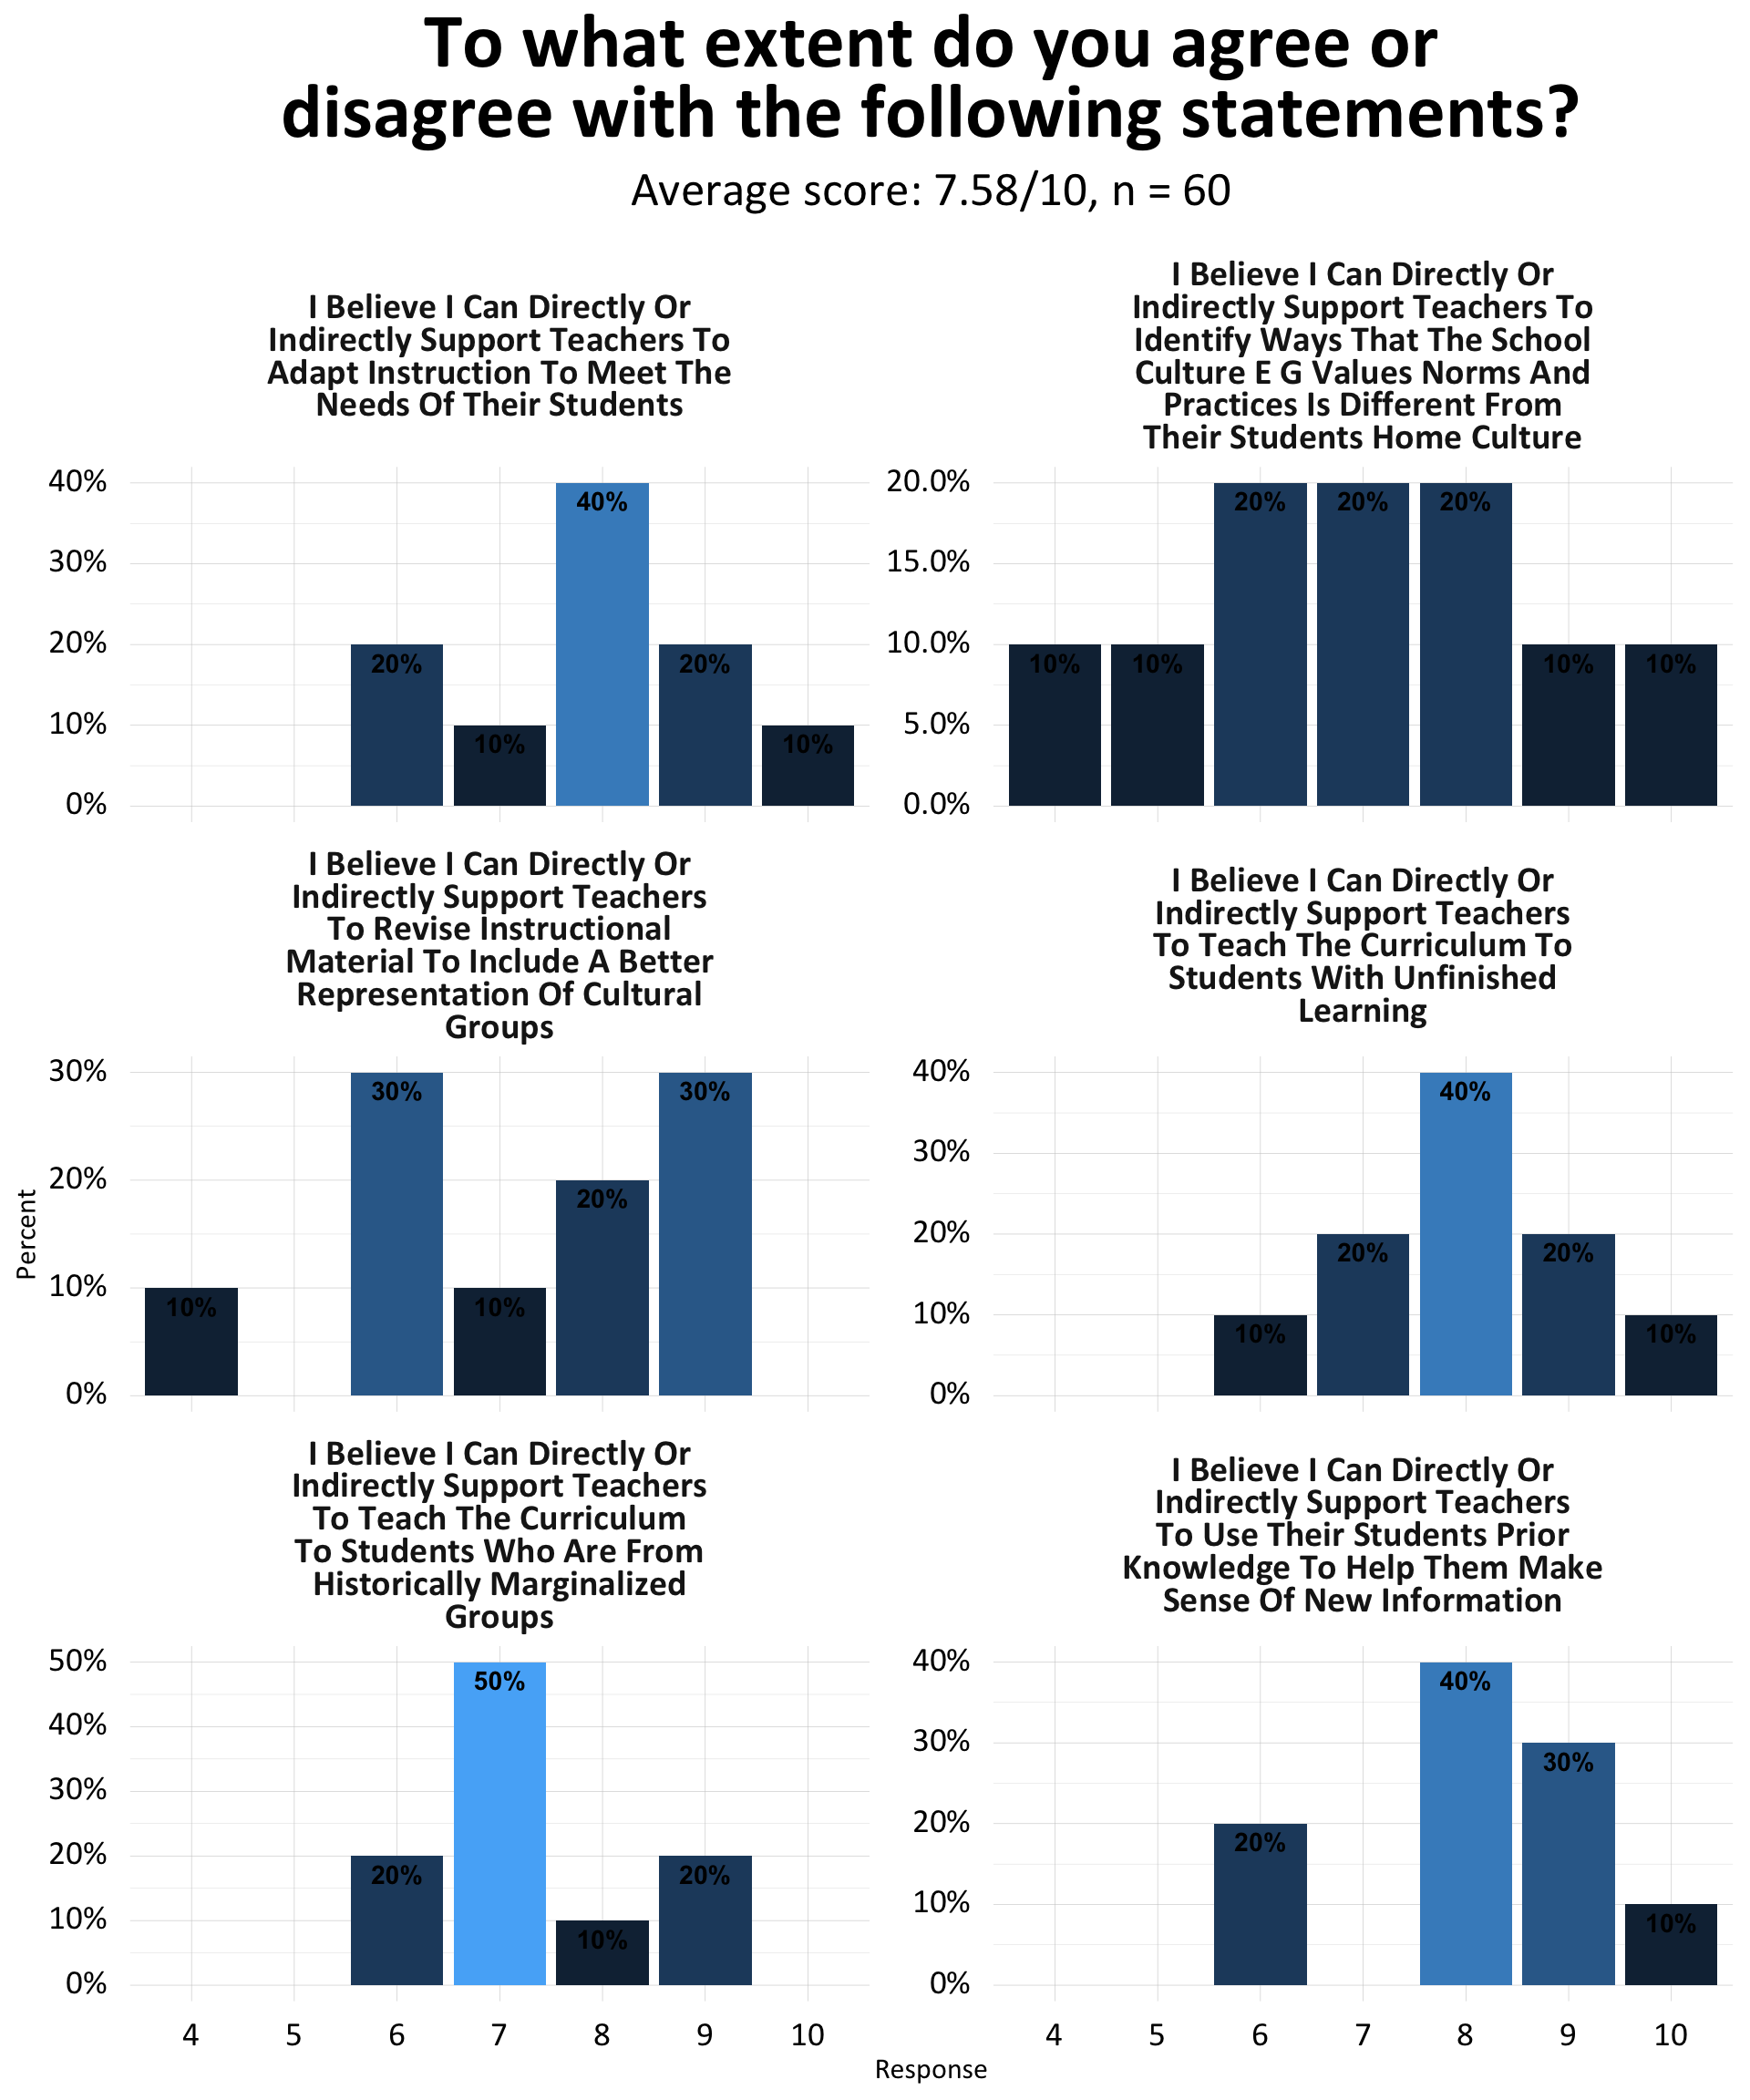 To what extent do you agree or
disagree with the following statements?
Average score: 7.58/10, n = 60
I Believe I Can Directly Or
Indirectly Support Teachers To
Adapt Instruction To Meet The
Needs Of Their Students
40%
30%
20%
10%
0%
20%
10%
40%
20%
10%
I Believe I Can Directly Or
Indirectly Support Teachers To
Identify Ways That The School
Culture E G Values Norms And
Practices Is Different From
Their Students Home Culture
20.0%
15.0%
10.0%
5.0%
0.0%
10%
10%
20%
20%
20%
10%
10%
I Believe I Can Directly Or
Indirectly Support Teachers
To Revise Instructional
Material To Include A Better
Representation Of Cultural
Groups
30%
20%
10%
0%
10%
30%
10%
20%
30%
I Believe I Can Directly Or
Indirectly Support Teachers
To Teach The Curriculum To
Students With Unfinished
Learning
40%
30%
20%
10%
0%
10%
20%
40%
20%
10%
I Believe I Can Directly Or
Indirectly Support Teachers
To Teach The Curriculum
To Students Who Are From
Historically Marginalized
Groups
50%
40%
30%
20%
10%
0%
20%
50%
10%
20%
4 5 6 7 8 9 10
I Believe I Can Directly Or
Indirectly Support Teachers
To Use Their Students Prior
Knowledge To Help Them Make
Sense Of New Information
40%
30%
20%
10%
0%
20%
40%
30%
10%
4 5 6 7 8 9 10
Percent
Response